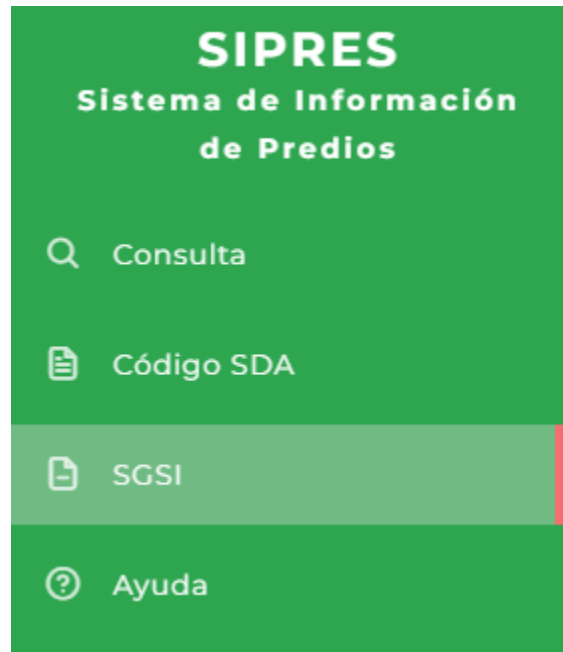 SIPRES
Sistema de Información
de Predios
Consulta
Código SDA
SGSI
Ayuda